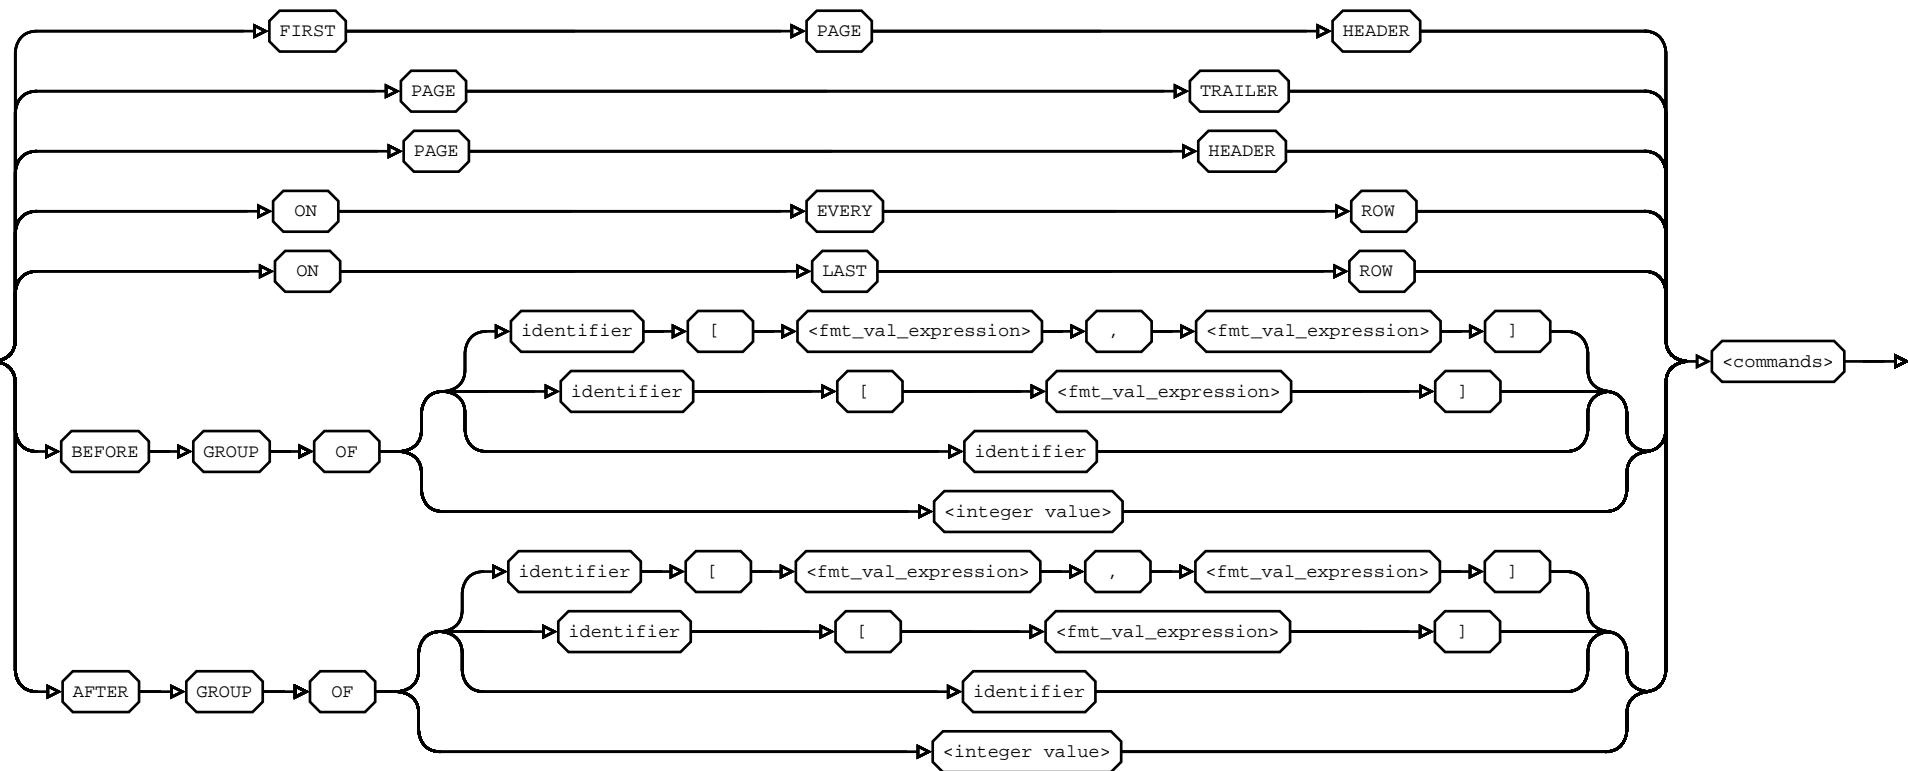 FIRST PAGE HEADER
PAGE TRAILER
PAGE HEADER
ON EVERY ROW
ON LAST ROW
identifier [ <fmt_val_expression> , <fmt_val_expression> ]
<commands>
identifier [ <fmt_val_expression> ]
BEFORE GROUP OF identifier
<integer value>
identifier [ <fmt_val_expression> , <fmt_val_expression> ]
identifier [ <fmt_val_expression> ]
AFTER GROUP OF identifier
<integer value>